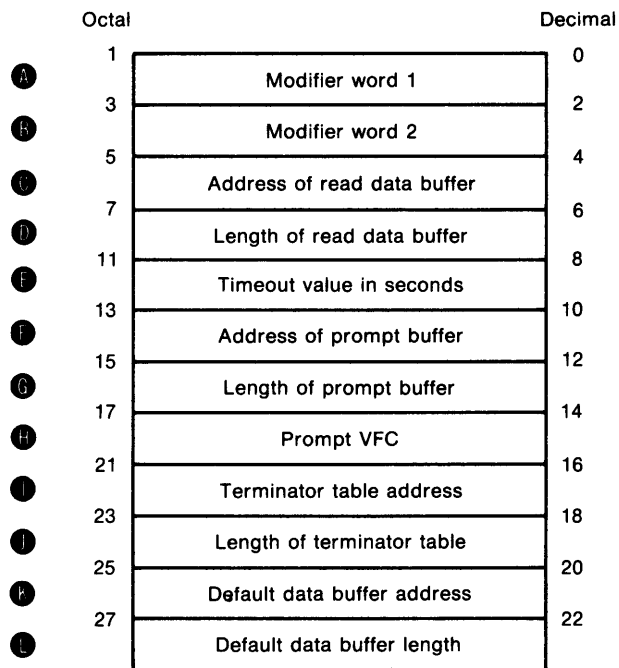 Octal Decimal
1 0
A Modifier word 1
3 2
B Modifier word 2
5 4
C Address of read data buffer
7 6
D Length of read data buffer
11 8
E Timeout value in seconds
13 10
F Address of prompt buffer
15 12
G Length of prompt buffer
17 14
H Prompt VFC
21 16
I Terminator table address
23 18
J Length of terminator table
25 20
K Default data buffer address
27 22
L Default data buffer length